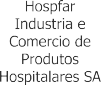 Hospfar
Industria e
Comercio de
Produtos
Hospitalares SA